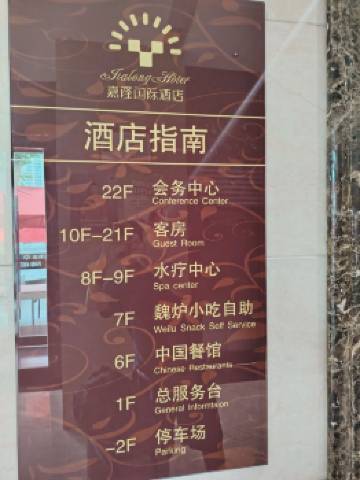 Jialong Hotel
嘉隆国际酒店
酒店指南
22F 会务中心
Conference Center
10F-21F 客房
Guest Room
8F-9F 水疗中心
Spa center
7F 魏炉小吃自助
Weilu Snack Self Service
6F 中国餐馆
Chinese Restaurants
1F 总服务台
General Information
-2F 停车场
Parking